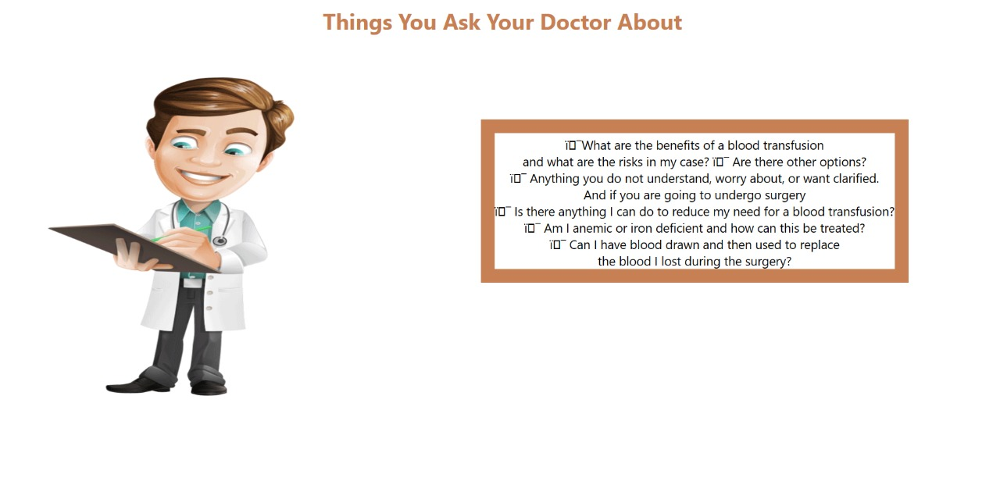 Things You Ask Your Doctor About
ï□¯What are the benefits of a blood transfusion
and what are the risks in my case? ï□¯ Are there other options?
ï□¯ Anything you do not understand, worry about, or want clarified.
And if you are going to undergo surgery
ï□¯ Is there anything I can do to reduce my need for a blood transfusion?
ï□¯ Am I anemic or iron deficient and how can this be treated?
ï□¯ Can I have blood drawn and then used to replace
the blood I lost during the surgery?